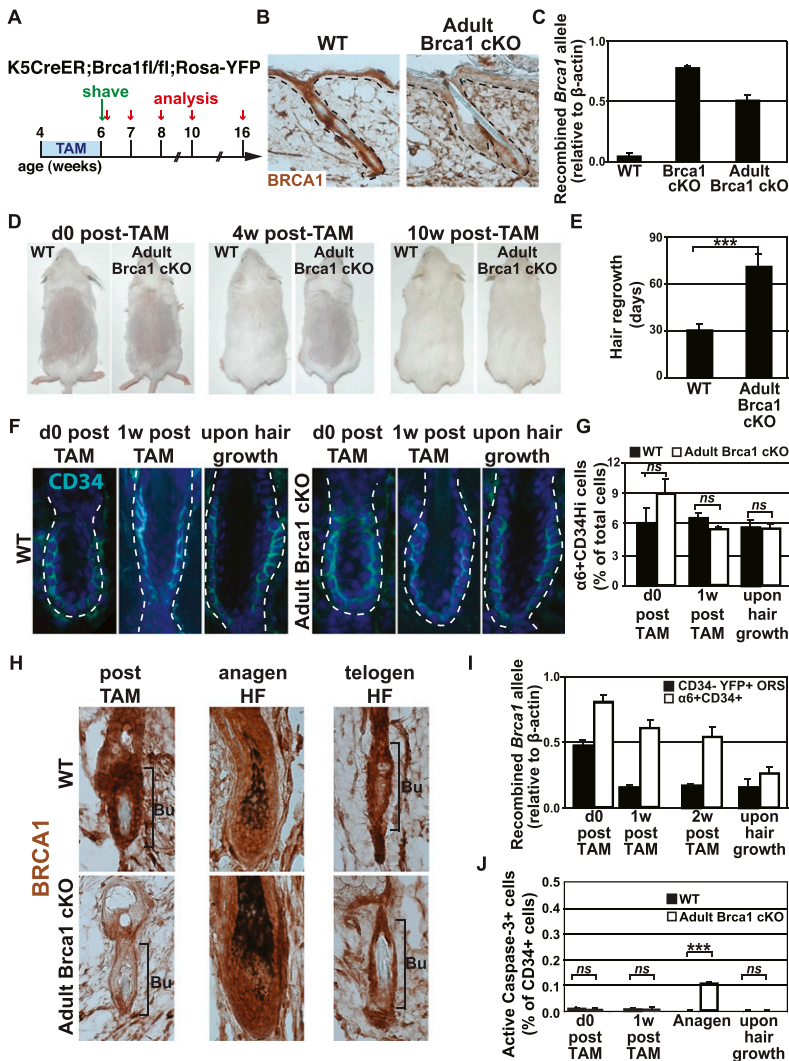 A
K5CreER;Brca1fl/fl;Rosa-YFP
shave
analysis
4
TAM
6
7
8
10
16
age (weeks)
B
WT
Adult
Brca1 cKO
BRCA1
C
Recombined Brca1 allele
(relative to β-actin)
1.0
0.5
0.0
WT
Brca1
cKO
Adult
Brca1 ckO
D
d0 post-TAM
4w post-TAM
10w post-TAM
WT
Adult
Brca1 cKO
WT
Adult
Brca1 cKO
WT
Adult
Brca1 cKO
E
Hair regrowth
(days)
90
60
30
0
***
WT
Adult
Brca1
cKO
F
d0 post
TAM
1w post
TAM
upon hair
growth
d0 post
TAM
1w post
TAM
upon hair
growth
CD34
WT
Adult Brca1 cKO
G
WT
Adult Brca1 cKO
α6+CD34Hi cells
(% of total cells)
12
9
6
3
0
ns
ns
ns
d0
post
TAM
1w
post
TAM
upon
hair
growth
H
post
TAM
anagen
HF
telogen
HF
BRCA1
WT
Bu
Bu
Adult Brca1 cKO
Bu
Bu
I
CD34- YFP+ ORS
α6+CD34+
Recombined Brca1 allele
(relative to β-actin)
1.0
0.5
0.0
d0
post
TAM
1w
post
TAM
2w
post
TAM
upon
hair
growth
J
WT
Adult Brca1 cKO
Active Caspase-3+ cells
(% of CD34+ cells)
0.5
0.4
0.3
0.2
0.1
0.0
ns
ns
***
ns
d0
post
TAM
1w
post
TAM
Anagen
upon
hair
growth